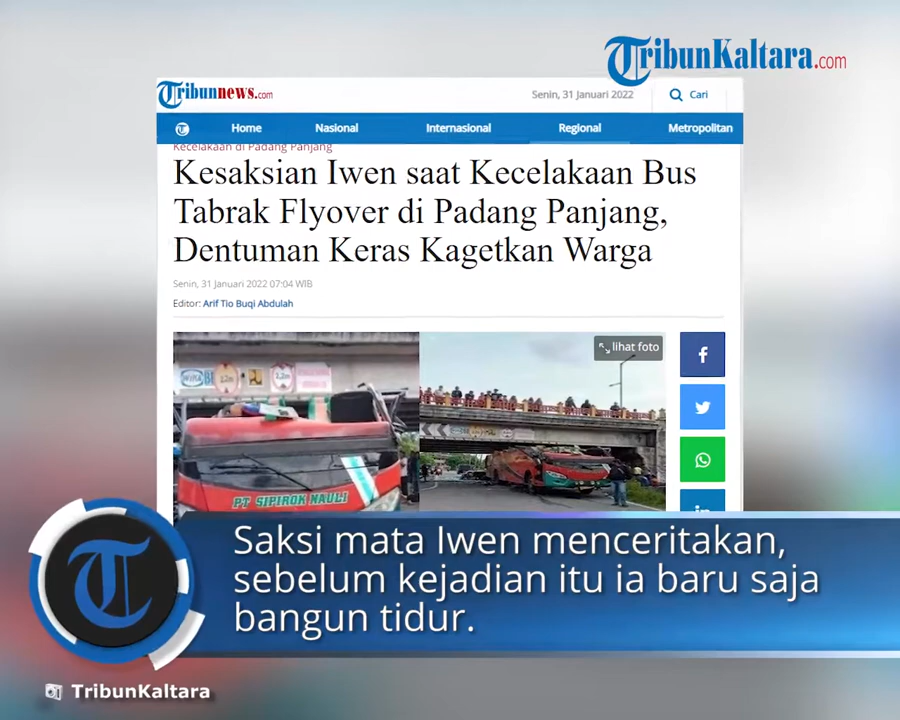 TribunKaltara.com
Tribunnews.com
Senin, 31 Januari 2022
Cari
Home Nasional Internasional Regional Metropolitan
Kecelakaan di Padang Panjang
Kesaksian Iwen saat Kecelakaan Bus
Tabrak Flyover di Padang Panjang,
Dentuman Keras Kagetkan Warga
Senin, 31 Januari 2022 07:04 WIB
Editor: Arif Tio Buqi Abdulah
lihat foto
2.2m
PT SIPIROK NAULI
Saksi mata Iwen menceritakan,
sebelum kejadian itu ia baru saja
bangun tidur.
TribunKaltara